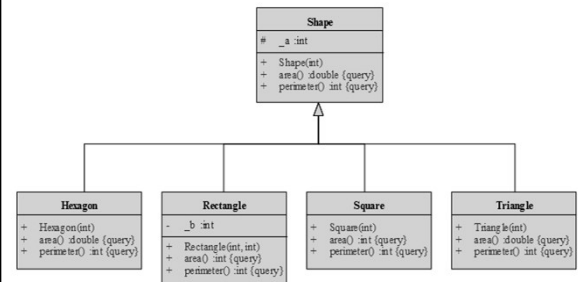 Shape
# _a :int
+ Shape(int)
+ area() :double {query}
+ perimeter() :int {query}
Hexagon
+ Hexagon(int)
+ area() :double {query}
+ perimeter() :int {query}
Rectangle
- _b :int
+ Rectangle(int, int)
+ area() :int {query}
+ perimeter() :int {query}
Square
+ Square(int)
+ area() :int {query}
+ perimeter() :int {query}
Triangle
+ Triangle(int)
+ area() :double {query}
+ perimeter() :int {query}